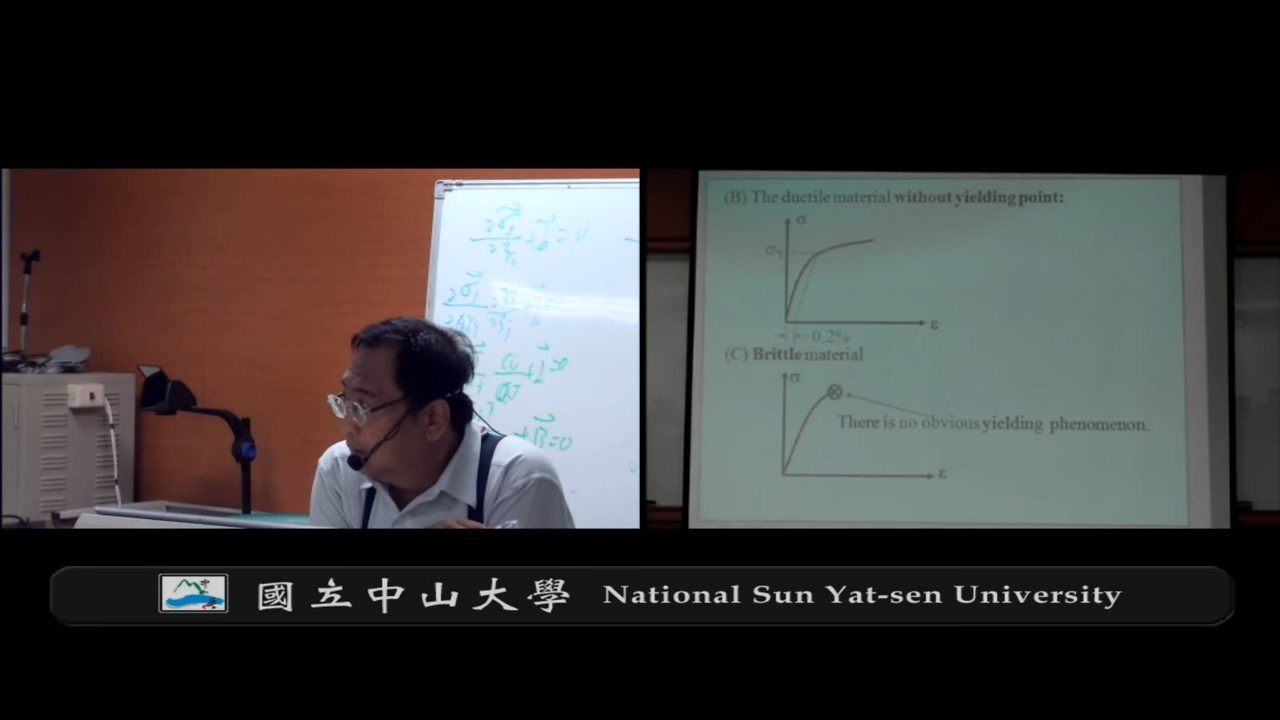 (B) The ductile material without yielding point:
σ
σY
ε
0.2%
(C) Brittle material
σ
There is no obvious yielding phenomenon.
ε
+B=0
國立中山大學 National Sun Yat-sen University